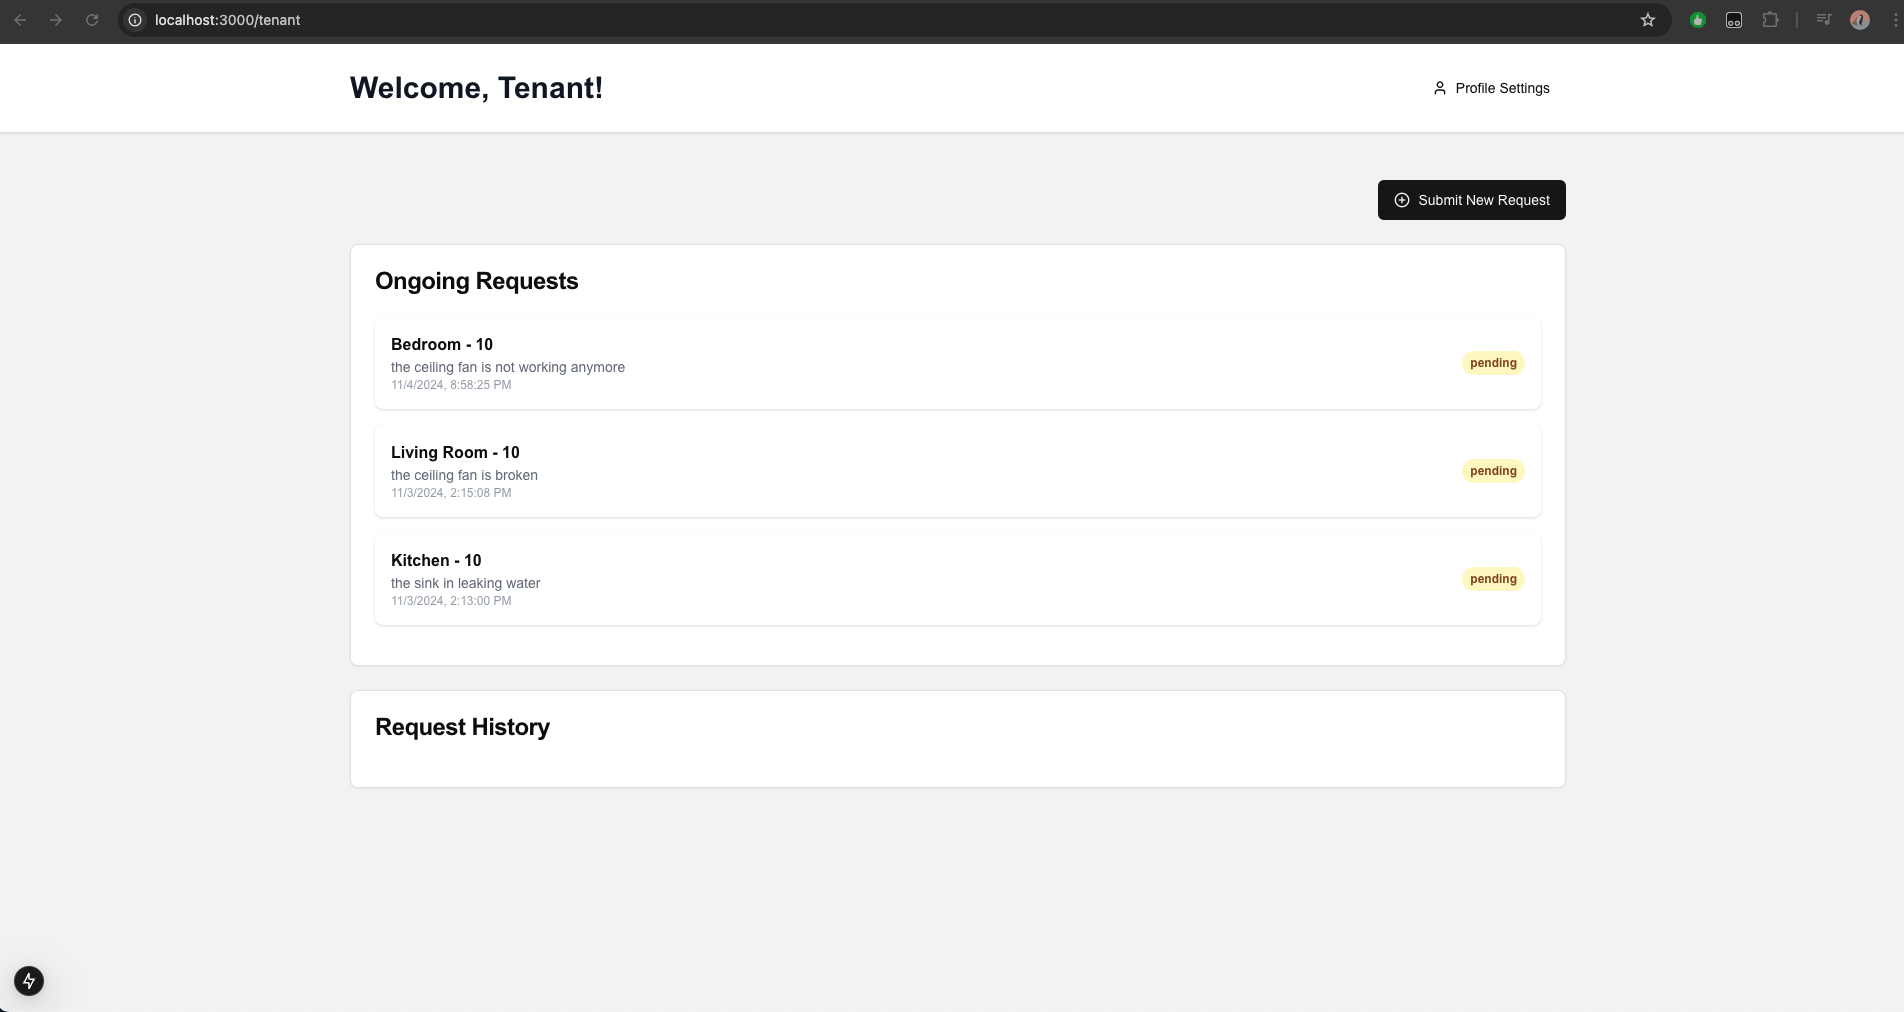 localhost:3000/tenant
Welcome, Tenant!
Profile Settings
Submit New Request
Ongoing Requests
Bedroom - 10
the ceiling fan is not working anymore
11/4/2024, 8:58:25 PM
pending
Living Room - 10
the ceiling fan is broken
11/3/2024, 2:15:08 PM
pending
Kitchen - 10
the sink in leaking water
11/3/2024, 2:13:00 PM
pending
Request History